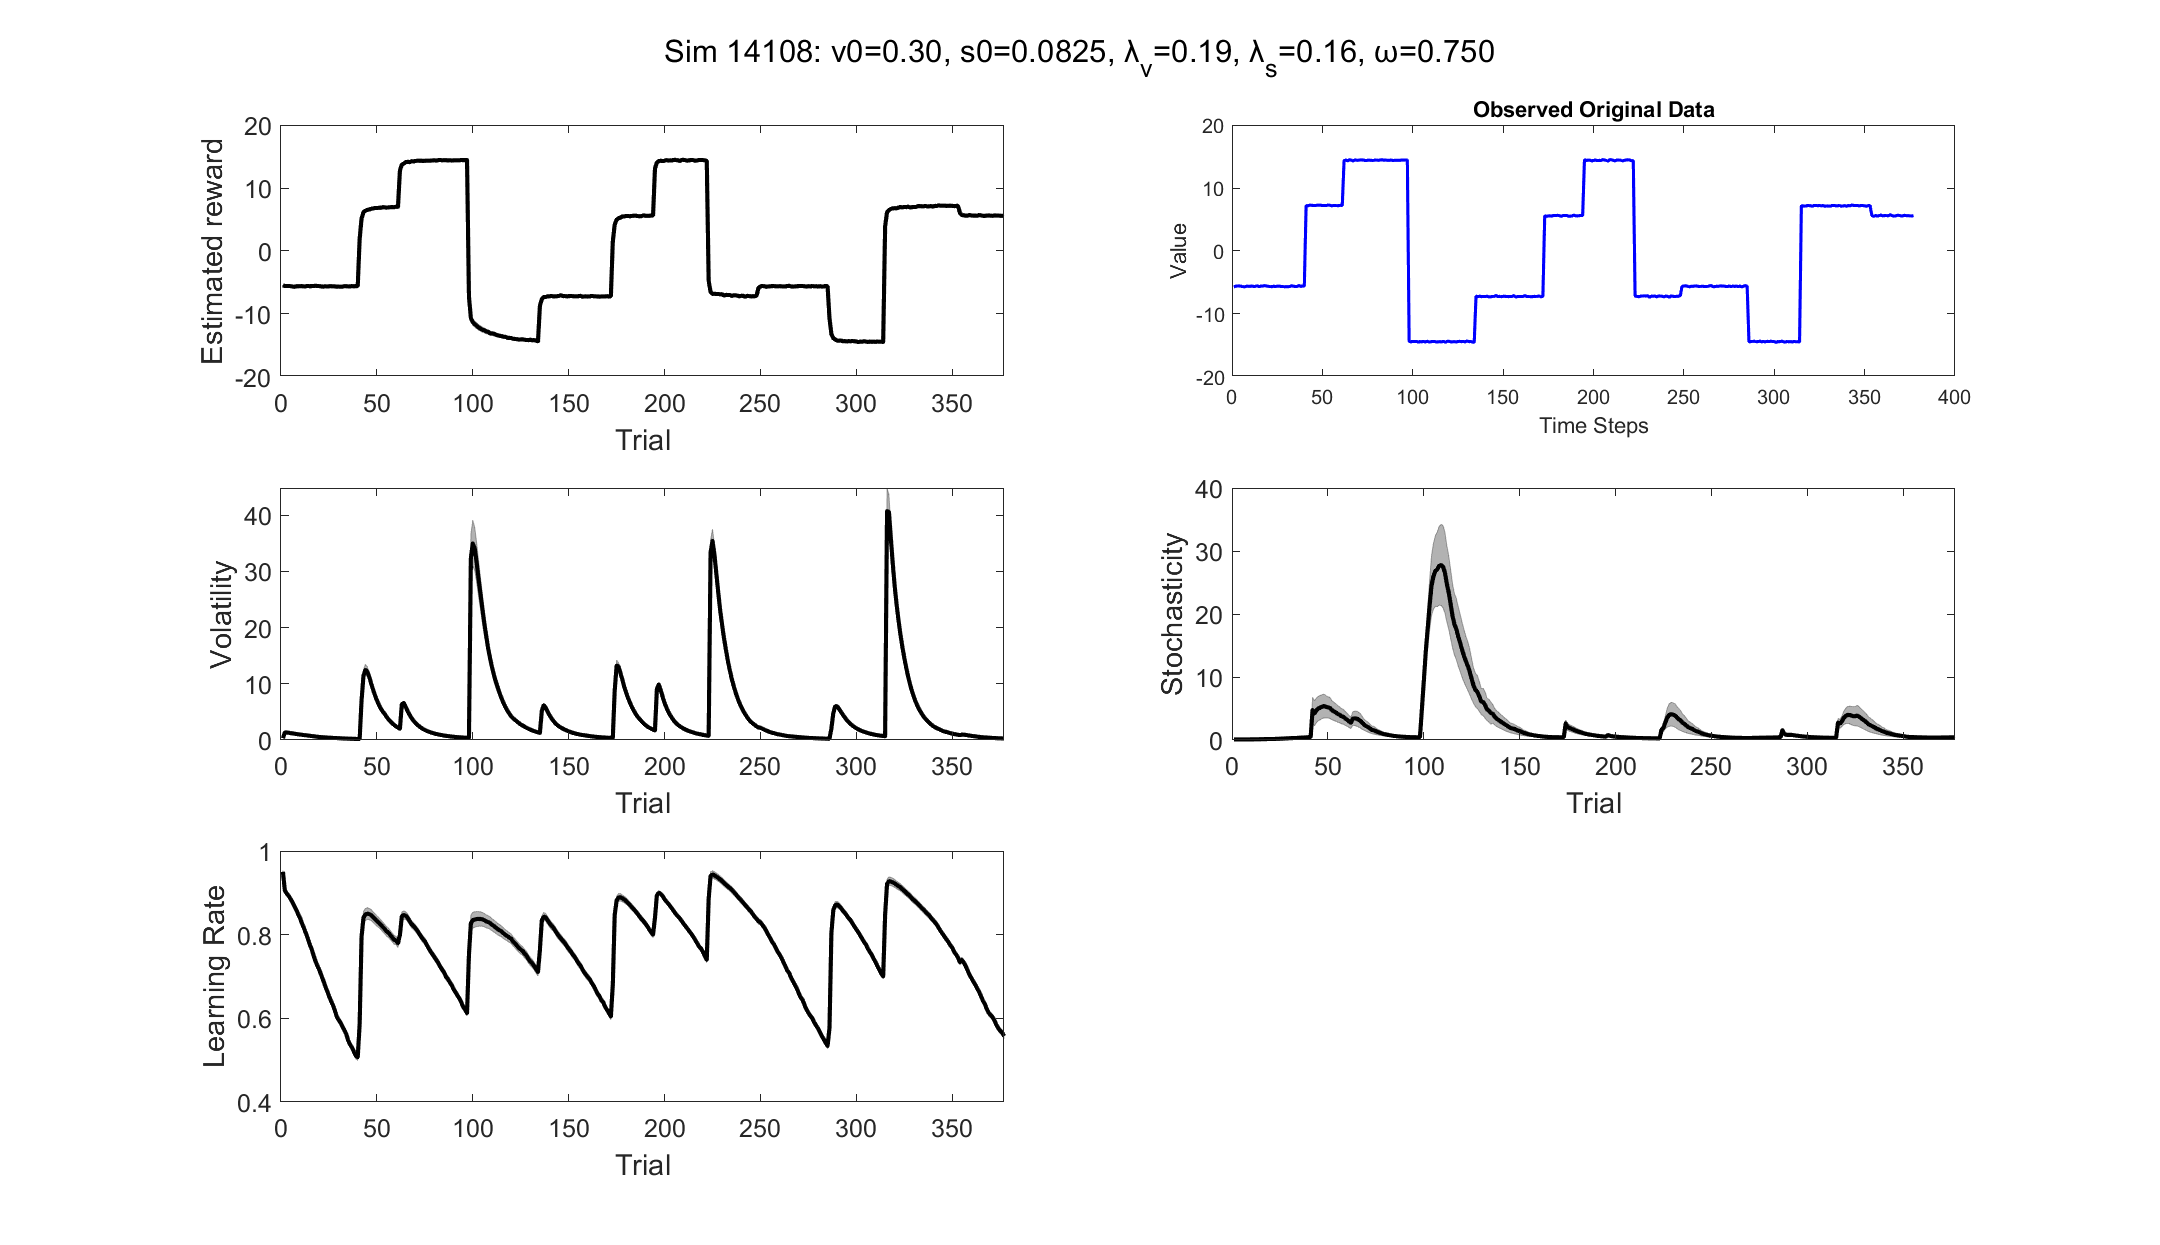 Sim 14108: v0=0.30, s0=0.0825, λ_v=0.19, λ_s=0.16, ω=0.750
20
10
0
-10
-20
Estimated reward
0 50 100 150 200 250 300 350
Trial
Observed Original Data
20
10
0
-10
-20
Value
0 50 100 150 200 250 300 350 400
Time Steps
40
30
20
10
0
Volatility
0 50 100 150 200 250 300 350
Trial
40
30
20
10
0
Stochasticity
0 50 100 150 200 250 300 350
Trial
1
0.8
0.6
0.4
Learning Rate
0 50 100 150 200 250 300 350
Trial